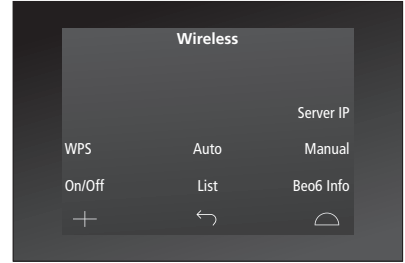 Wireless
Server IP
WPS Auto Manual
On/Off List Beo6 Info